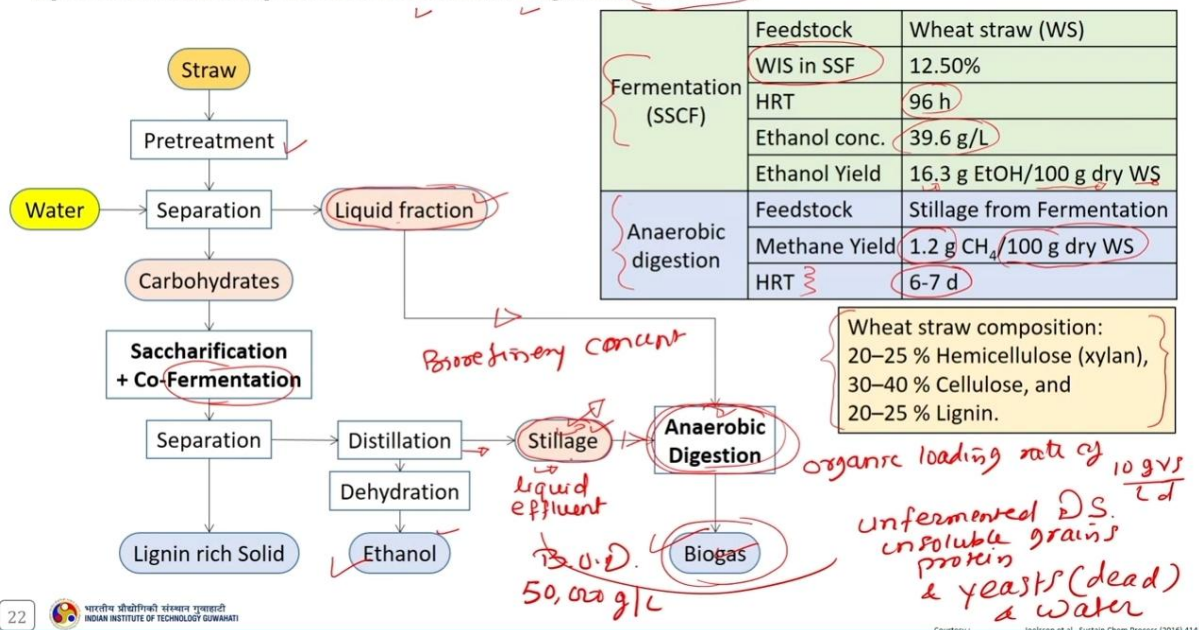 Straw
Pretreatment
Water
Separation
Liquid fraction
Carbohydrates
Saccharification
+ Co-Fermentation
Separation
Distillation
Stillage
Anaerobic
Digestion
Dehydration
Lignin rich Solid
Ethanol
Biogas
Fermentation
(SSCF)
Feedstock Wheat straw (WS)
WIS in SSF 12.50%
HRT 96 h
Ethanol conc. 39.6 g/L
Ethanol Yield 16.3 g EtOH/100 g dry WS
Anaerobic
digestion
Feedstock Stillage from Fermentation
Methane Yield 1.2 g CH₄/100 g dry WS
HRT 6-7 d
Wheat straw composition:
20–25 % Hemicellulose (xylan),
30–40 % Cellulose, and
20–25 % Lignin.
Biorefinery concept
liquid
effluent
B.O.D.
50,000 g/L
organic loading rate of 10 g VS
L d
unfermented D.S.
insoluble grains
protein
& yeasts (dead)
& water
22
भारतीय प्रौद्योगिकी संस्थान गुवाहाटी
INDIAN INSTITUTE OF TECHNOLOGY GUWAHATI